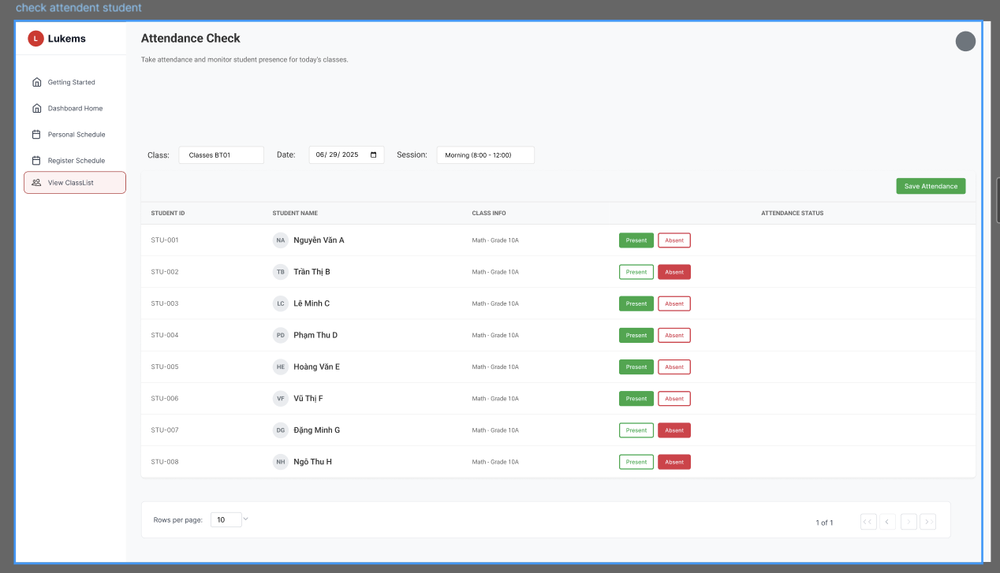 check attendent student
L Lukems
Attendance Check
Take attendance and monitor student presence for today's classes.
Getting Started
Dashboard Home
Personal Schedule
Register Schedule
View ClassList
Class: Classes BT01 Date: 06/ 29/ 2025 Session: Morning (8:00 - 12:00)
Save Attendance
STUDENT ID STUDENT NAME CLASS INFO ATTENDANCE STATUS
STU-001 NA Nguyễn Văn A Math - Grade 10A Present Absent
STU-002 TB Trần Thị B Math - Grade 10A Present Absent
STU-003 LC Lê Minh C Math - Grade 10A Present Absent
STU-004 PD Phạm Thu D Math - Grade 10A Present Absent
STU-005 HE Hoàng Văn E Math - Grade 10A Present Absent
STU-006 VF Vũ Thị F Math - Grade 10A Present Absent
STU-007 DG Đặng Minh G Math - Grade 10A Present Absent
STU-008 NH Ngô Thu H Math - Grade 10A Present Absent
Rows per page: 10 1 of 1